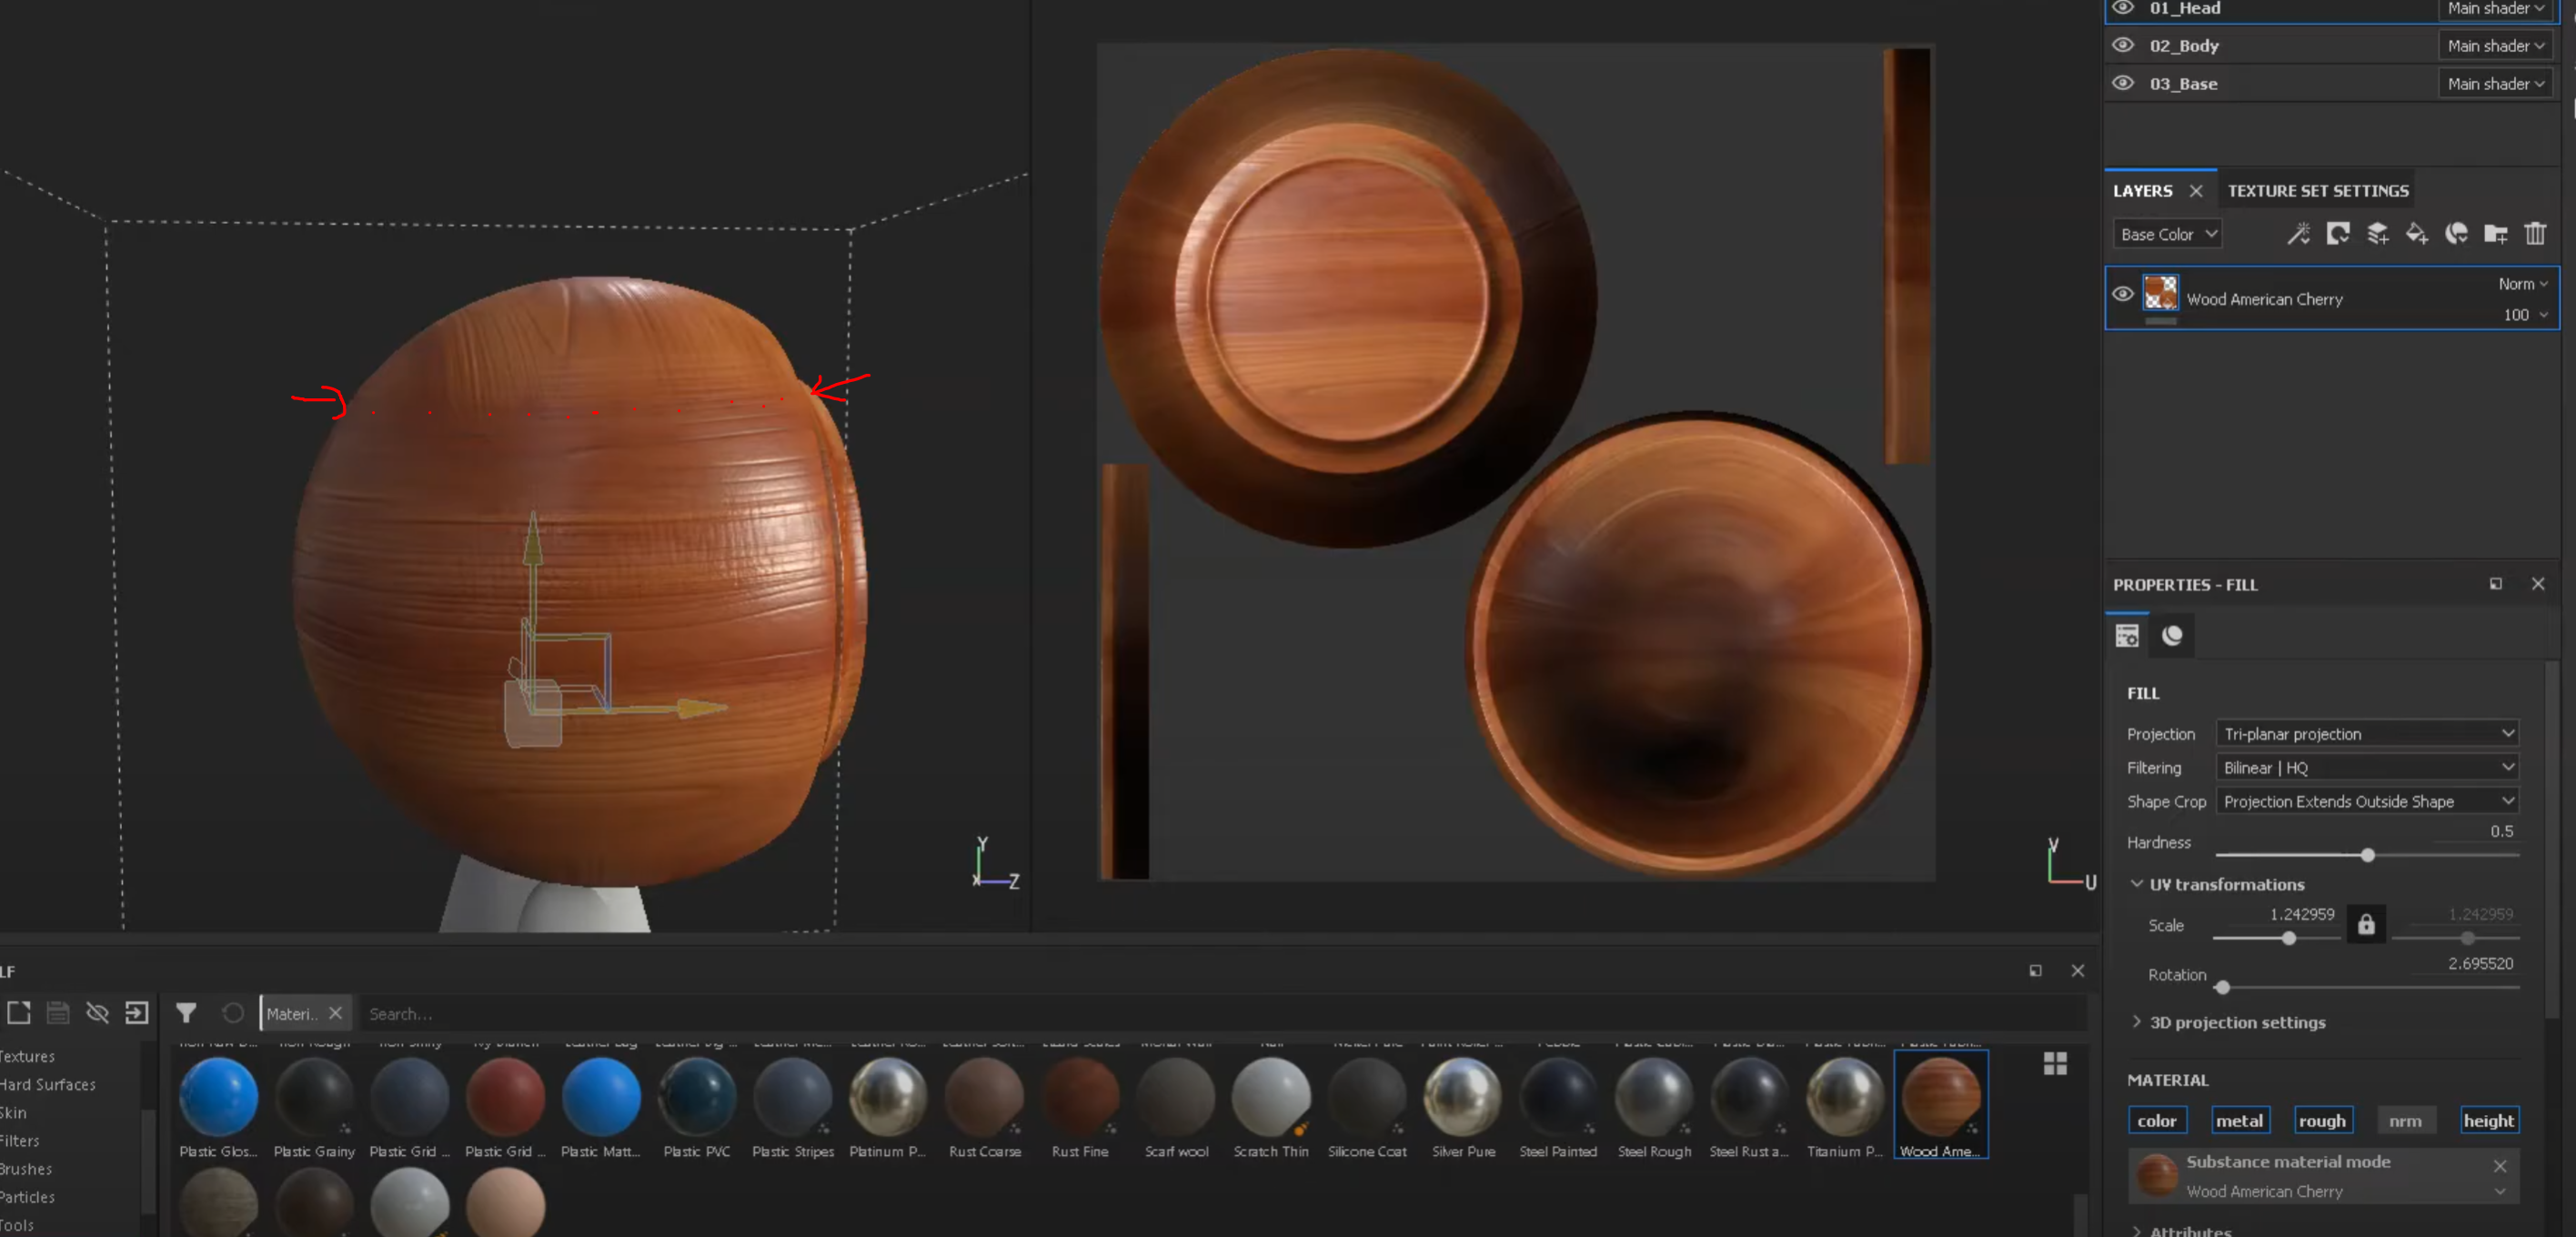 01_Head
Main shader
02_Body
Main shader
03_Base
Main shader
LAYERS
TEXTURE SET SETTINGS
Base Color
Wood American Cherry
Norm
100
PROPERTIES - FILL
FILL
Projection
Tri-planar projection
Filtering
Bilinear | HQ
Shape Crop
Projection Extends Outside Shape
Hardness
0.5
UV transformations
Scale
1.242959
1.242959
Rotation
2.695520
3D projection settings
MATERIAL
color
metal
rough
nrm
height
Substance material mode
Wood American Cherry
Attributes
Y
X
Z
V
U
LF
Materi..
Search...
Textures
Hard Surfaces
Skin
Filters
Brushes
Particles
Tools
Plastic Glos...
Plastic Grainy
Plastic Grid ...
Plastic Grid ...
Plastic Matt...
Plastic PVC
Plastic Stripes
Platinum P...
Rust Coarse
Rust Fine
Scarf wool
Scratch Thin
Silicone Coat
Silver Pure
Steel Painted
Steel Rough
Steel Rust a...
Titanium P...
Wood Ame...